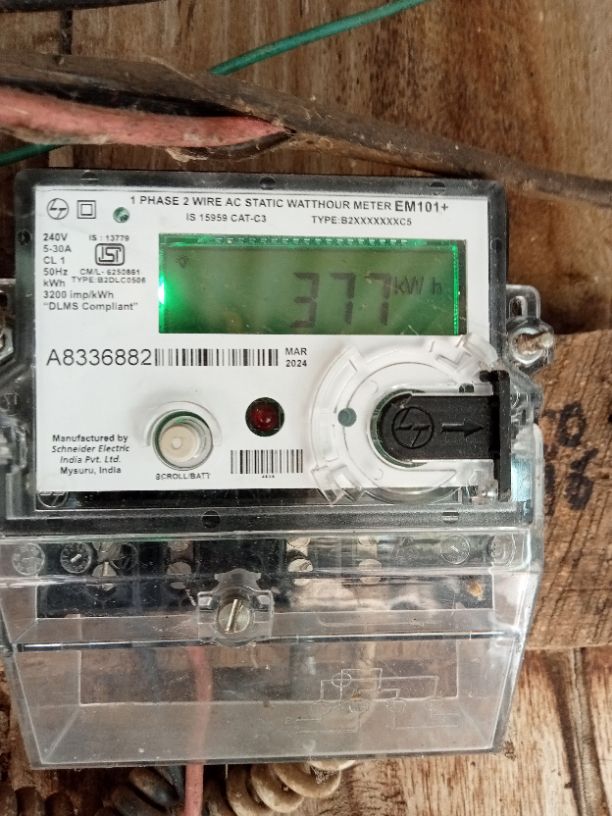 1 PHASE 2 WIRE AC STATIC WATTHOUR METER EM101+
IS 15959 CAT-C3 TYPE:B2XXXXXXXC5
240V IS : 13779
5-30A
CL 1
50Hz CM/L- 6250861
kWh TYPE:B2DLC0506
3200 imp/kWh
"DLMS Compliant"
377 kWh
A8336882
MAR
2024
Manufactured by
Schneider Electric
India Pvt. Ltd.
Mysuru, India
SCROLL/BATT